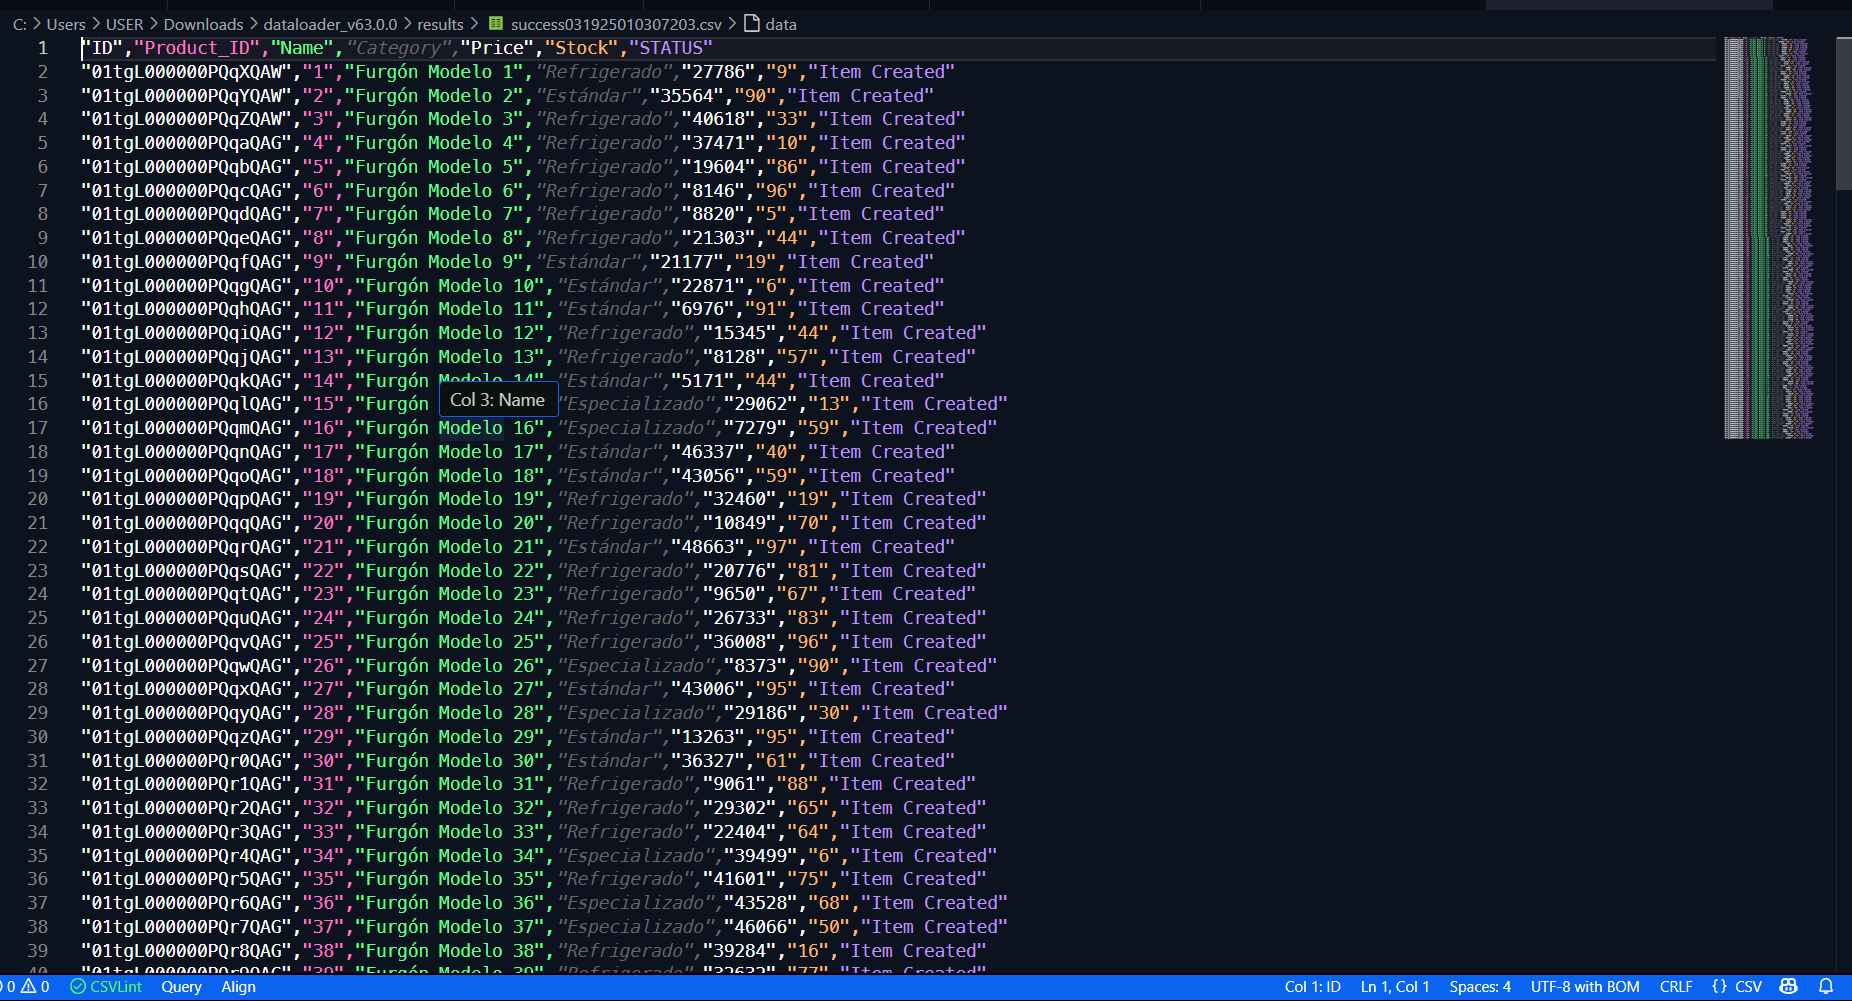 C: > Users > USER > Downloads > dataloader_v63.0.0 > results > success031925010307203.csv > data
1 "ID","Product_ID","Name","Category","Price","Stock","STATUS"
2 "01tgL000000PQqXQAW","1","Furgón Modelo 1","Refrigerado","27786","9","Item Created"
3 "01tgL000000PQqYQAW","2","Furgón Modelo 2","Estándar","35564","90","Item Created"
4 "01tgL000000PQqZQAW","3","Furgón Modelo 3","Refrigerado","40618","33","Item Created"
5 "01tgL000000PQqaQAG","4","Furgón Modelo 4","Refrigerado","37471","10","Item Created"
6 "01tgL000000PQqbQAG","5","Furgón Modelo 5","Refrigerado","19604","86","Item Created"
7 "01tgL000000PQqcQAG","6","Furgón Modelo 6","Refrigerado","8146","96","Item Created"
8 "01tgL000000PQqdQAG","7","Furgón Modelo 7","Refrigerado","8820","5","Item Created"
9 "01tgL000000PQqeQAG","8","Furgón Modelo 8","Refrigerado","21303","44","Item Created"
10 "01tgL000000PQqfQAG","9","Furgón Modelo 9","Estándar","21177","19","Item Created"
11 "01tgL000000PQqgQAG","10","Furgón Modelo 10","Estándar","22871","6","Item Created"
12 "01tgL000000PQqhQAG","11","Furgón Modelo 11","Estándar","6976","91","Item Created"
13 "01tgL000000PQqiQAG","12","Furgón Modelo 12","Refrigerado","15345","44","Item Created"
14 "01tgL000000PQqjQAG","13","Furgón Modelo 13","Refrigerado","8128","57","Item Created"
15 "01tgL000000PQqkQAG","14","Furgón Modelo 14","Estándar","5171","44","Item Created"
Col 3: Name
16 "01tgL000000PQqlQAG","15","Furgón "Especializado","29062","13","Item Created"
17 "01tgL000000PQqmQAG","16","Furgón Modelo 16","Especializado","7279","59","Item Created"
18 "01tgL000000PQqnQAG","17","Furgón Modelo 17","Estándar","46337","40","Item Created"
19 "01tgL000000PQqoQAG","18","Furgón Modelo 18","Estándar","43056","59","Item Created"
20 "01tgL000000PQqpQAG","19","Furgón Modelo 19","Refrigerado","32460","19","Item Created"
21 "01tgL000000PQqqQAG","20","Furgón Modelo 20","Refrigerado","10849","70","Item Created"
22 "01tgL000000PQqrQAG","21","Furgón Modelo 21","Estándar","48663","97","Item Created"
23 "01tgL000000PQqsQAG","22","Furgón Modelo 22","Refrigerado","20776","81","Item Created"
24 "01tgL000000PQqtQAG","23","Furgón Modelo 23","Refrigerado","9650","67","Item Created"
25 "01tgL000000PQquQAG","24","Furgón Modelo 24","Refrigerado","26733","83","Item Created"
26 "01tgL000000PQqvQAG","25","Furgón Modelo 25","Refrigerado","36008","96","Item Created"
27 "01tgL000000PQqwQAG","26","Furgón Modelo 26","Especializado","8373","90","Item Created"
28 "01tgL000000PQqxQAG","27","Furgón Modelo 27","Estándar","43006","95","Item Created"
29 "01tgL000000PQqyQAG","28","Furgón Modelo 28","Especializado","29186","30","Item Created"
30 "01tgL000000PQqzQAG","29","Furgón Modelo 29","Estándar","13263","95","Item Created"
31 "01tgL000000PQr0QAG","30","Furgón Modelo 30","Estándar","36327","61","Item Created"
32 "01tgL000000PQr1QAG","31","Furgón Modelo 31","Refrigerado","9061","88","Item Created"
33 "01tgL000000PQr2QAG","32","Furgón Modelo 32","Refrigerado","29302","65","Item Created"
34 "01tgL000000PQr3QAG","33","Furgón Modelo 33","Refrigerado","22404","64","Item Created"
35 "01tgL000000PQr4QAG","34","Furgón Modelo 34","Especializado","39499","6","Item Created"
36 "01tgL000000PQr5QAG","35","Furgón Modelo 35","Refrigerado","41601","75","Item Created"
37 "01tgL000000PQr6QAG","36","Furgón Modelo 36","Especializado","43528","68","Item Created"
38 "01tgL000000PQr7QAG","37","Furgón Modelo 37","Especializado","46066","50","Item Created"
39 "01tgL000000PQr8QAG","38","Furgón Modelo 38","Refrigerado","39284","16","Item Created"
40 "01tgL000000PQr9QAG","39","Furgón Modelo 39","Refrigerado","32632","77","Item Created"
0 0 CSVLint Query Align Col 1: ID Ln 1, Col 1 Spaces: 4 UTF-8 with BOM CRLF {} CSV